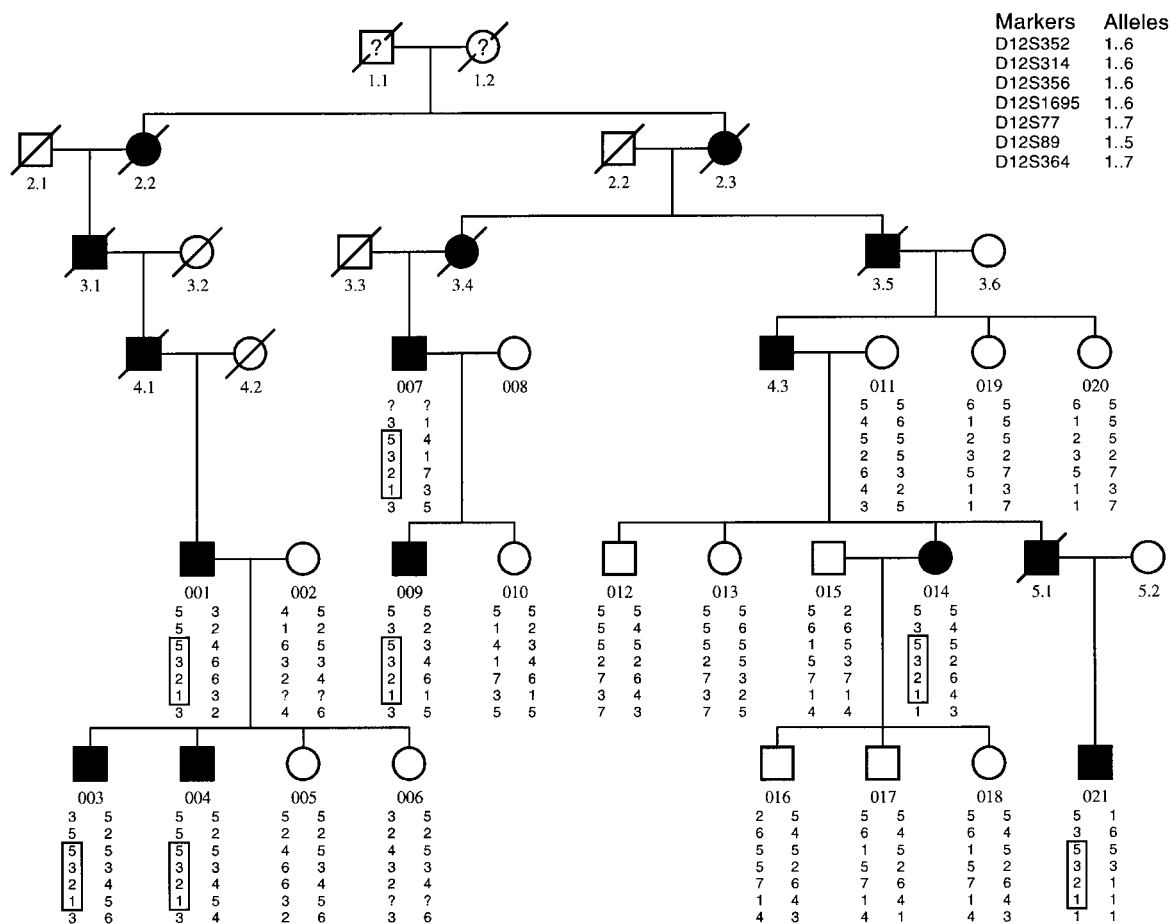 Markers Alleles
D12S352 1..6
D12S314 1..6
D12S356 1..6
D12S1695 1..6
D12S77 1..7
D12S89 1..5
D12S364 1..7
? ?
1.1 1.2
2.1 2.2 2.2 2.3
3.1 3.2 3.3 3.4 3.5 3.6
4.1 4.2 007 008 4.3 011 019 020
? ? 5 5 6 5 6 5
3 1 4 6 1 5 1 5
5 4 5 5 2 5 2 5
3 1 2 5 3 2 3 2
2 7 6 3 5 7 5 7
1 3 4 2 1 3 1 3
3 5 3 5 1 7 1 7
001 002 009 010 012 013 015 014 5.1 5.2
5 3 4 5 5 5 5 5 5 5 5 5 5 2 5 5
5 2 1 2 3 2 1 2 5 4 5 6 6 6 3 4
5 4 6 5 5 3 4 3 5 5 5 5 1 5 5 5
3 6 3 3 3 4 1 4 2 2 2 5 5 3 3 2
2 6 2 4 2 6 7 6 7 6 7 3 7 7 2 6
1 3 ? ? 1 1 3 1 3 4 3 2 1 1 1 4
3 2 4 6 3 5 5 5 7 3 7 5 4 4 1 3
003 004 005 006 016 017 018 021
3 5 5 5 5 5 3 5 2 5 5 5 5 5 5 1
5 2 5 2 2 2 2 2 6 4 6 4 6 4 3 6
5 5 5 5 4 5 4 5 5 5 1 5 1 5 5 5
3 3 3 3 6 3 3 3 5 2 5 2 5 2 3 3
2 4 2 4 6 4 2 4 7 6 7 6 7 6 2 1
1 5 1 5 3 5 ? ? 1 4 1 4 1 4 1 1
3 6 3 4 2 6 3 6 4 3 4 1 4 3 1 1